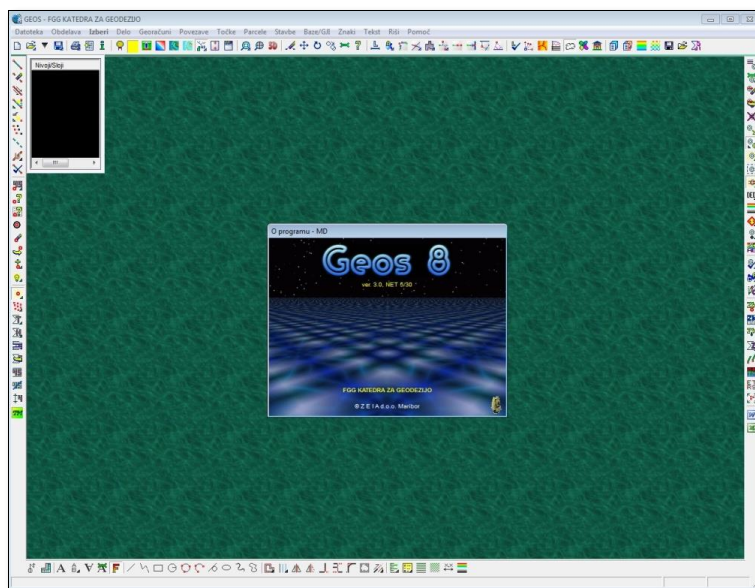 GEOS - FGG KATEDRA ZA GEODEZIJO
Datoteka Obdelava Izberi Delo Georačuni Povezave Točke Parcele Stavbe Baze/GJI Znaki Tekst Riši Pomoč
Nivoji/Sloji
O programu - MD
Geos 8
ver. 3.0, NET 5/30
FGG KATEDRA ZA GEODEZIJO
© Z E I A d.o.o. Maribor